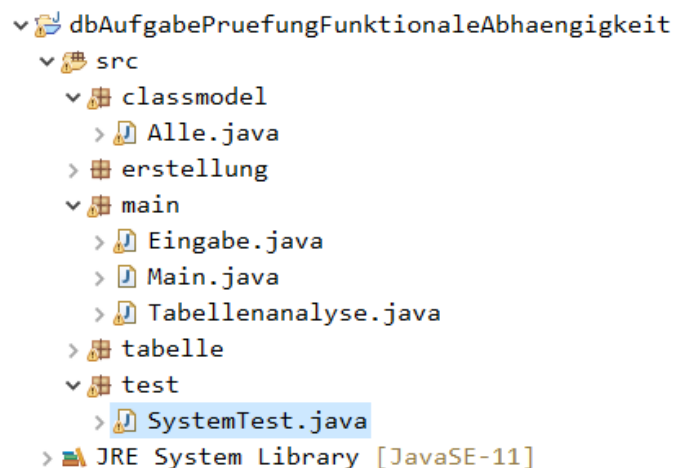 dbAufgabePruefungFunktionaleAbhaengigkeit
src
classmodel
Alle.java
erstellung
main
Eingabe.java
Main.java
Tabellenanalyse.java
tabelle
test
SystemTest.java
JRE System Library [JavaSE-11]